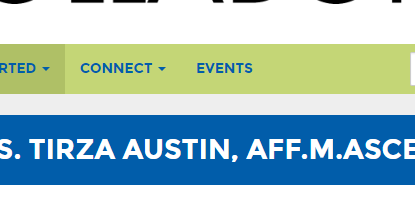 RTED CONNECT EVENTS
S. TIRZA AUSTIN, AFF.M.ASCE